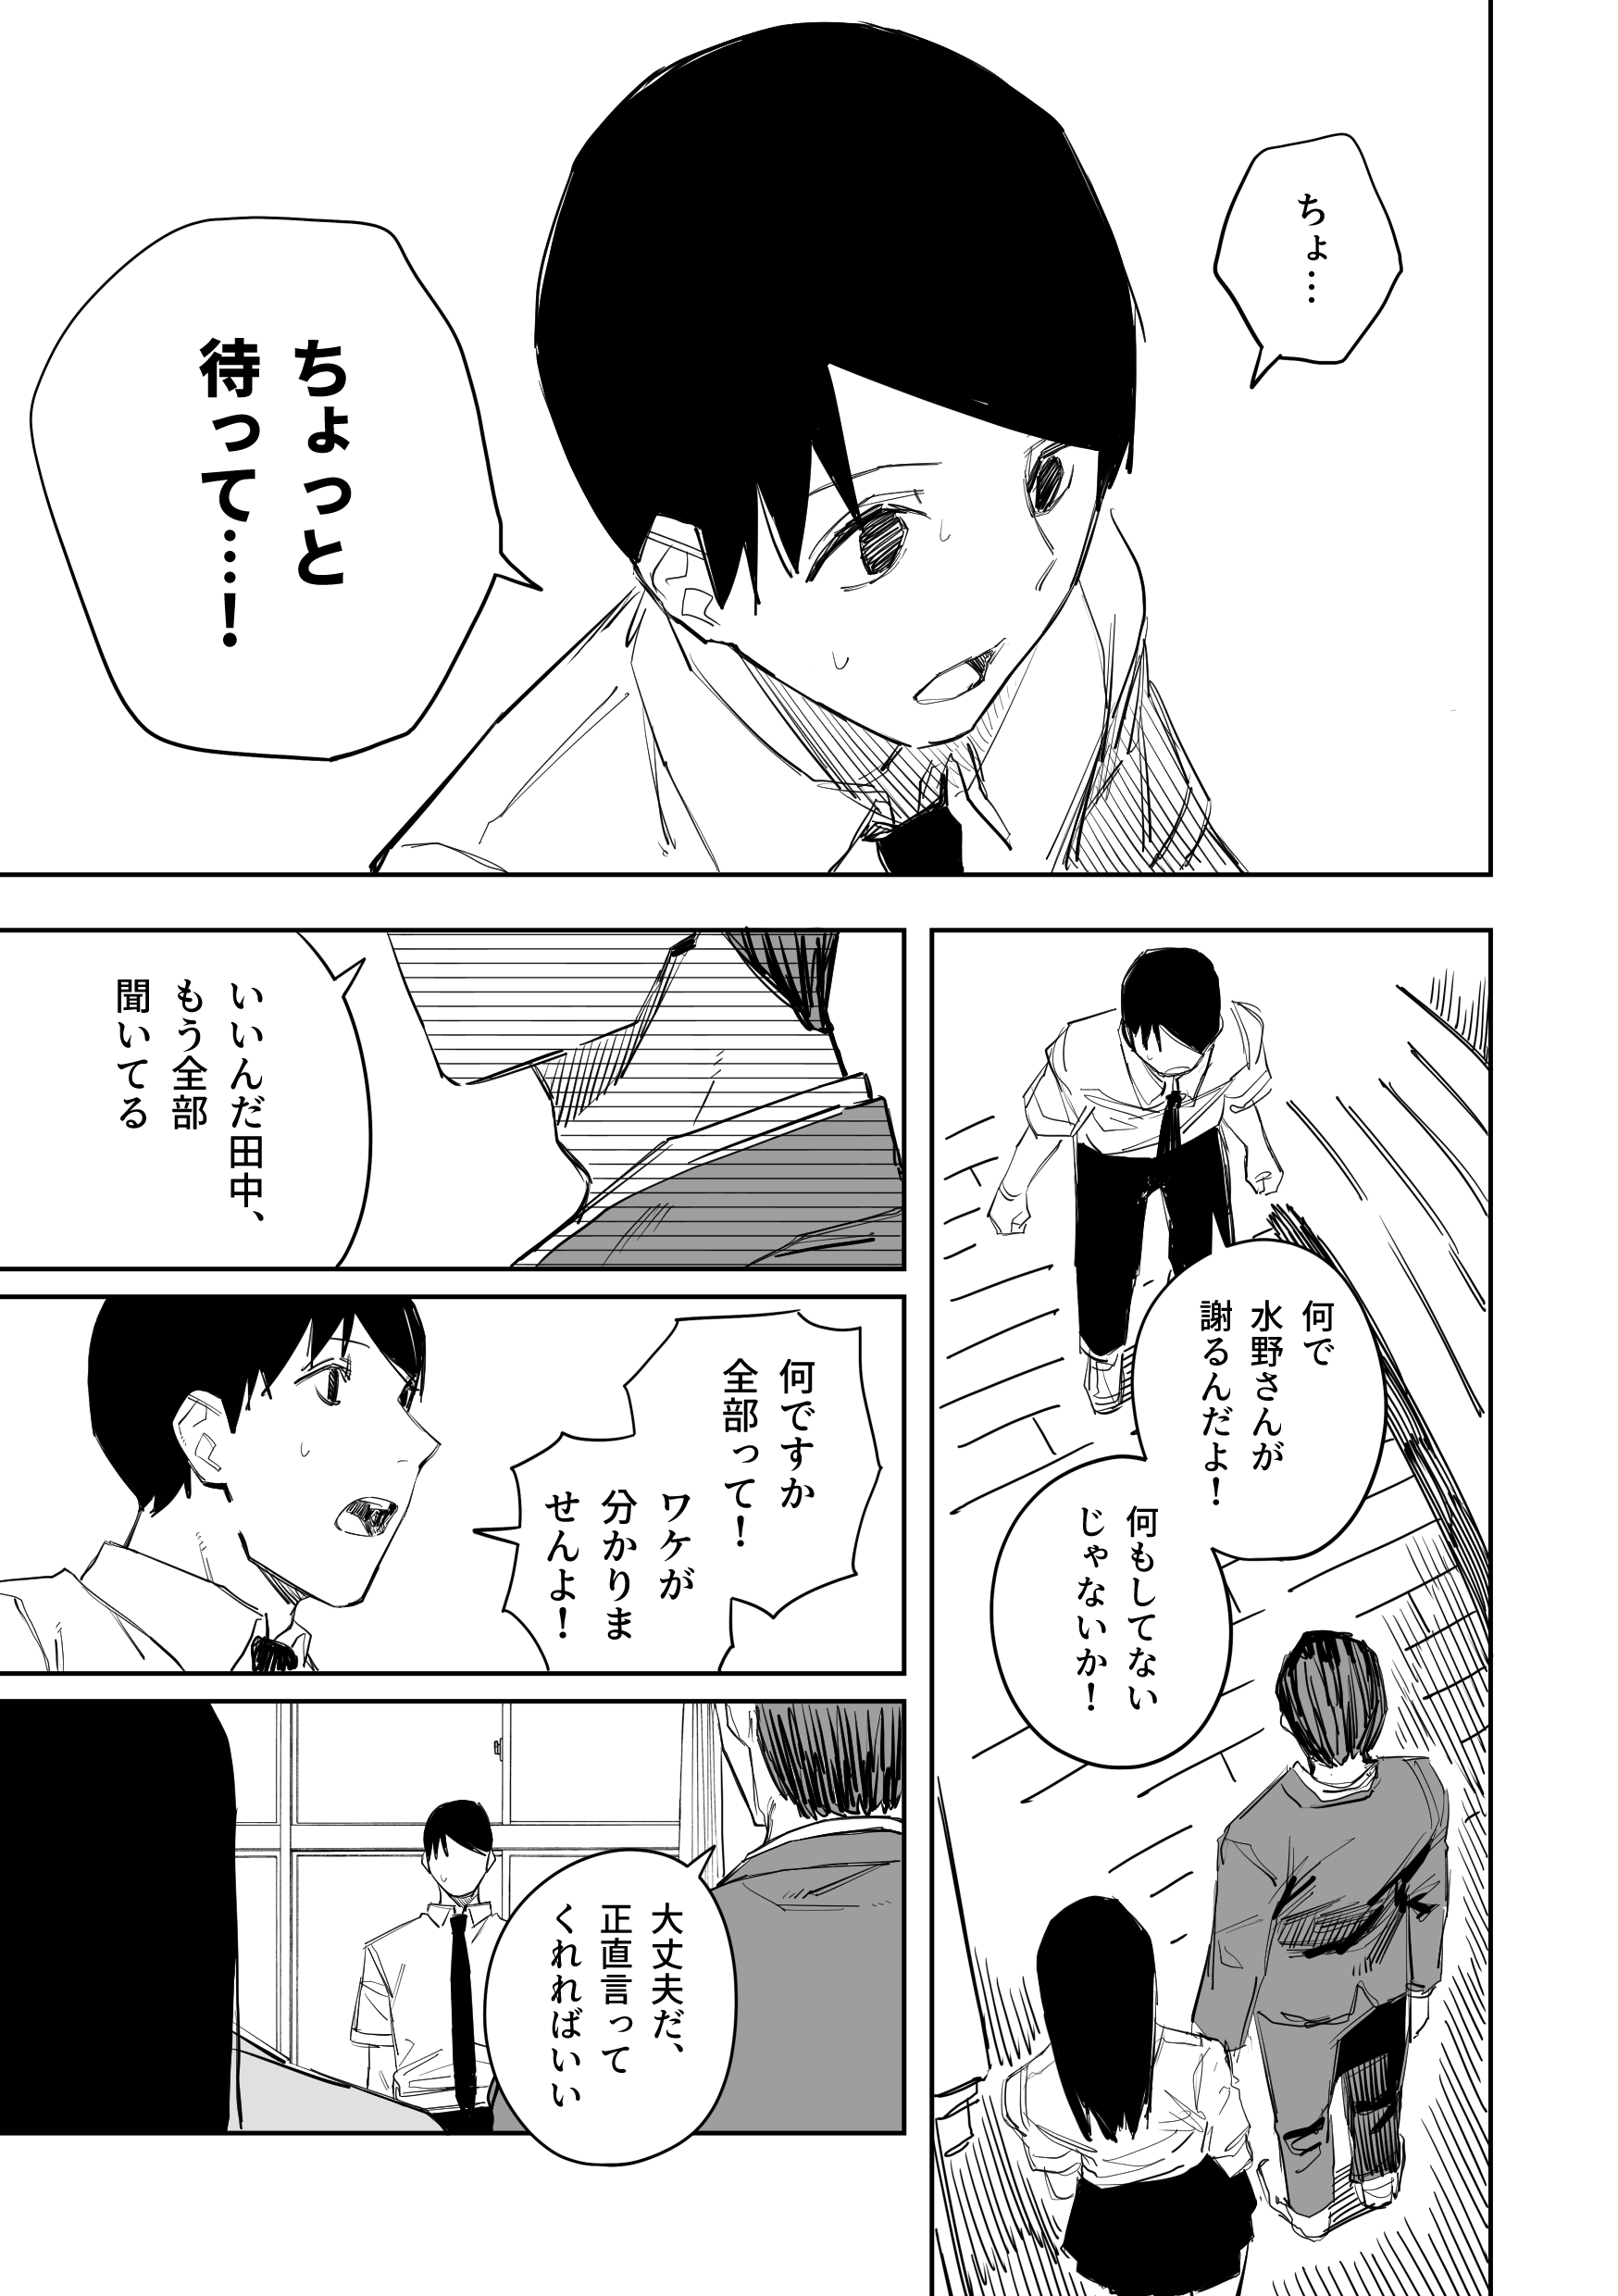 ちょ…
ちょっと
待って…！
何で
水野さんが
謝るんだよ！
何もしてない
じゃないか！
いいんだ田中、
もう全部
聞いてる
何ですか
全部って！
ワケが
分かりま
せんよ！
大丈夫だ、
正直言って
くれればいい